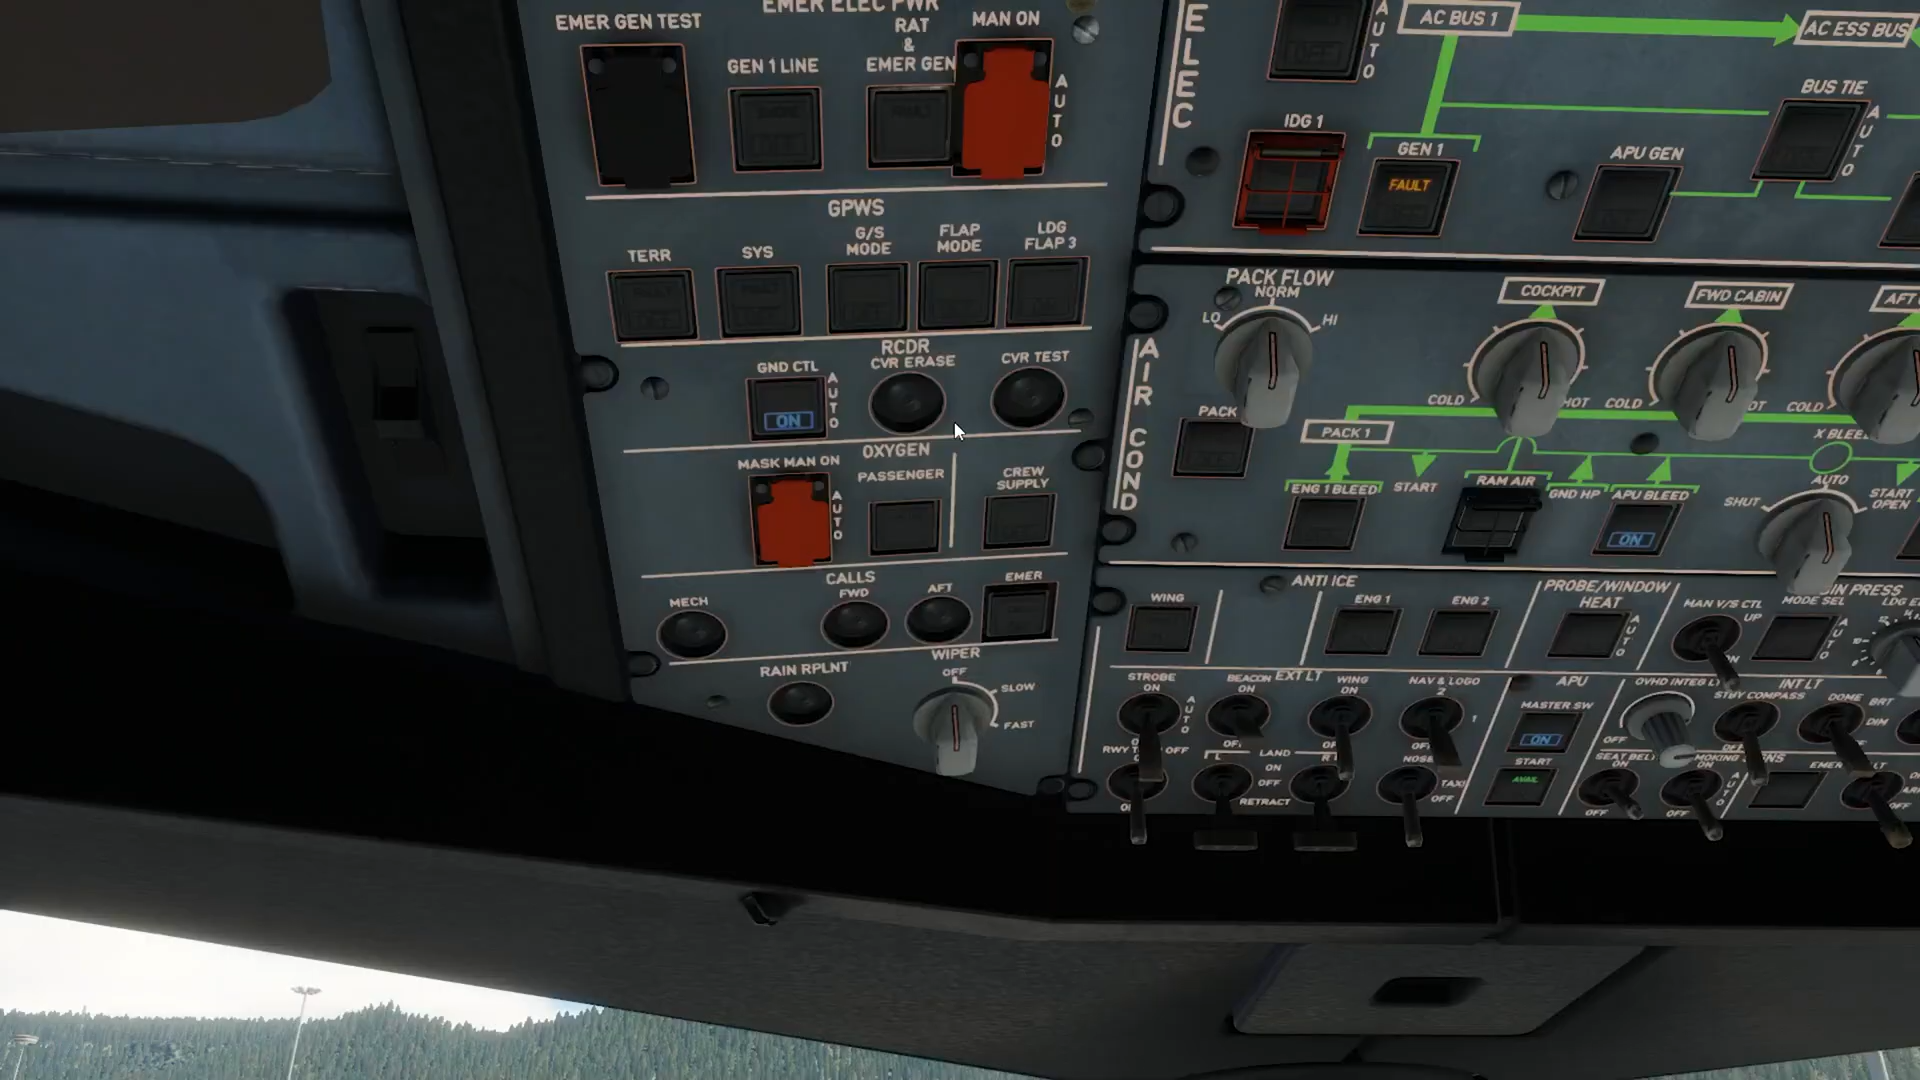 EMER ELEC PWR
EMER GEN TEST
RAT
&
EMER GEN
MAN ON
GEN 1 LINE
FAULT
AUTO
GPWS
TERR
SYS
G/S
MODE
FLAP
MODE
LDG
FLAP 3
RCDR
GND CTL
CVR ERASE
CVR TEST
ON
AUTO
OXYGEN
MASK MAN ON
PASSENGER
CREW
SUPPLY
AUTO
CALLS
MECH
FWD
AFT
EMER
RAIN RPLNT
WIPER
OFF
SLOW
FAST
ELEC
AUTO
AC BUS 1
AC ESS BUS
BUS TIE
AUTO
IDG 1
GEN 1
FAULT
APU GEN
AIR COND
PACK FLOW
LO
NORM
HI
COCKPIT
FWD CABIN
AFT
COLD
HOT
COLD
COLD
PACK
PACK 1
X BLEED
ENG 1 BLEED
START
RAM AIR
GND HP
APU BLEED
ON
SHUT
AUTO
OPEN
START
ANTI ICE
WING
ENG 1
ENG 2
PROBE/WINDOW
HEAT
AUTO
MAN V/S CTL
UP
MODE SEL
AUTO
EXT LT
STROBE
ON
AUTO
BEACON
ON
WING
ON
NAV & LOGO
2
1
OFF
LAND
ON
OFF
RETRACT
L
R
NOSE
TAXI
OFF
APU
MASTER SW
ON
START
AVAIL
INT LT
STBY COMPASS
DOME
BRT
DIM
OFF
SEAT BELT
ON
OFF
ON
AUTO
OFF